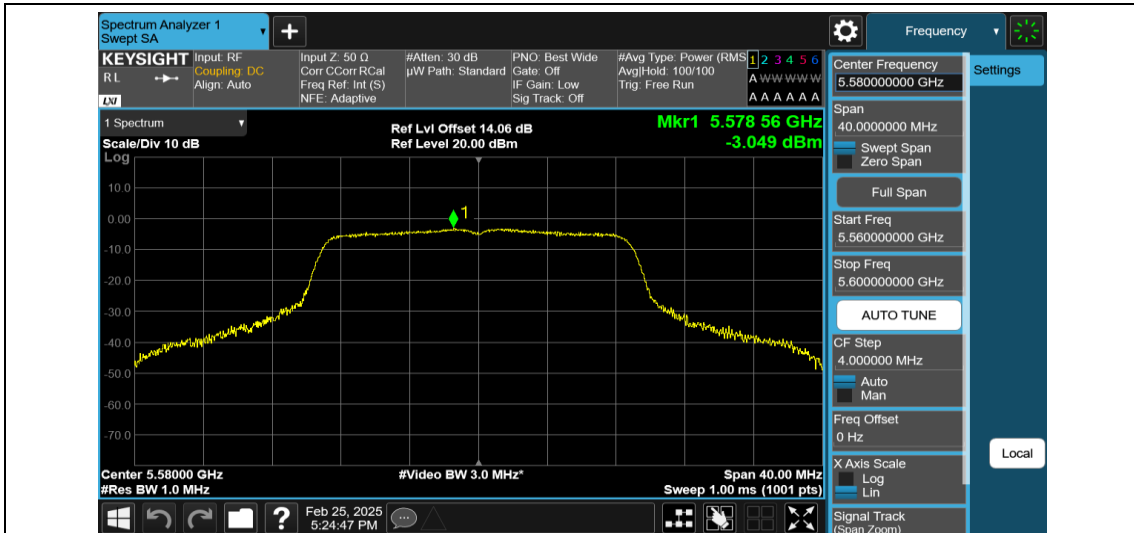 Spectrum Analyzer 1
Swept SA
+
Frequency
KEYSIGHT
R L
LXI
Input: RF
Coupling: DC
Align: Auto
Input Z: 50 Ω
Corr CCorr RCal
Freq Ref: Int (S)
NFE: Adaptive
#Atten: 30 dB
µW Path: Standard
PNO: Best Wide
Gate: Off
IF Gain: Low
Sig Track: Off
#Avg Type: Power (RMS
Avg|Hold: 100/100
Trig: Free Run
1 2 3 4 5 6
A W W W W W
A A A A A A
1 Spectrum
Scale/Div 10 dB
Ref Lvl Offset 14.06 dB
Ref Level 20.00 dBm
Mkr1 5.578 56 GHz
-3.049 dBm
Log
10.0
0.00
-10.0
-20.0
-30.0
-40.0
-50.0
-60.0
-70.0
1
1
Center 5.58000 GHz
#Res BW 1.0 MHz
#Video BW 3.0 MHz*
Span 40.00 MHz
Sweep 1.00 ms (1001 pts)
Center Frequency
5.580000000 GHz
Span
40.0000000 MHz
Swept Span
Zero Span
Full Span
Start Freq
5.560000000 GHz
Stop Freq
5.600000000 GHz
AUTO TUNE
CF Step
4.000000 MHz
Auto
Man
Freq Offset
0 Hz
X Axis Scale
Log
Lin
Signal Track
(Span Zoom)
Settings
Local
?
Feb 25, 2025
5:24:47 PM